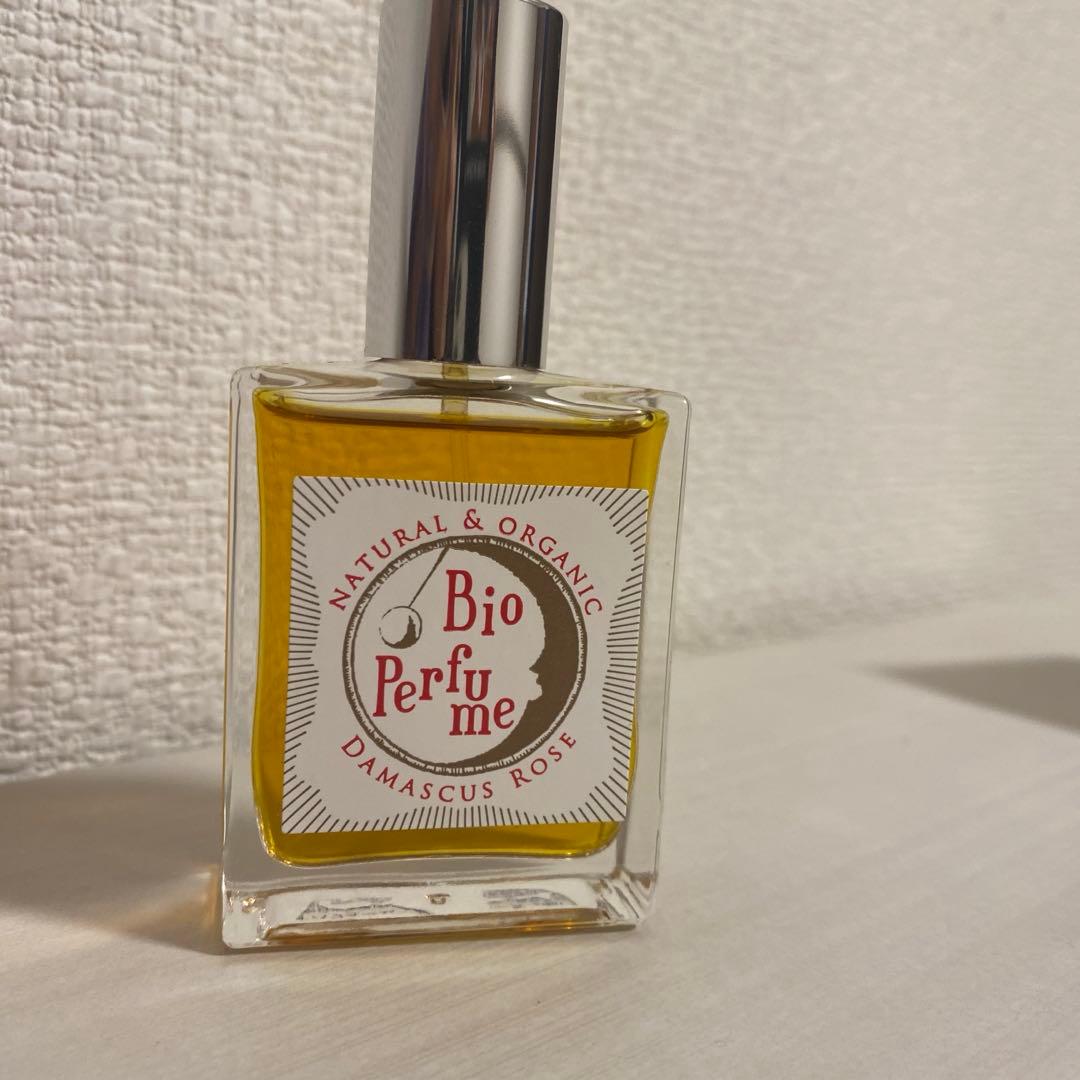 NATURAL & ORGANIC
Bio
Perfu
me
DAMASCUS ROSE